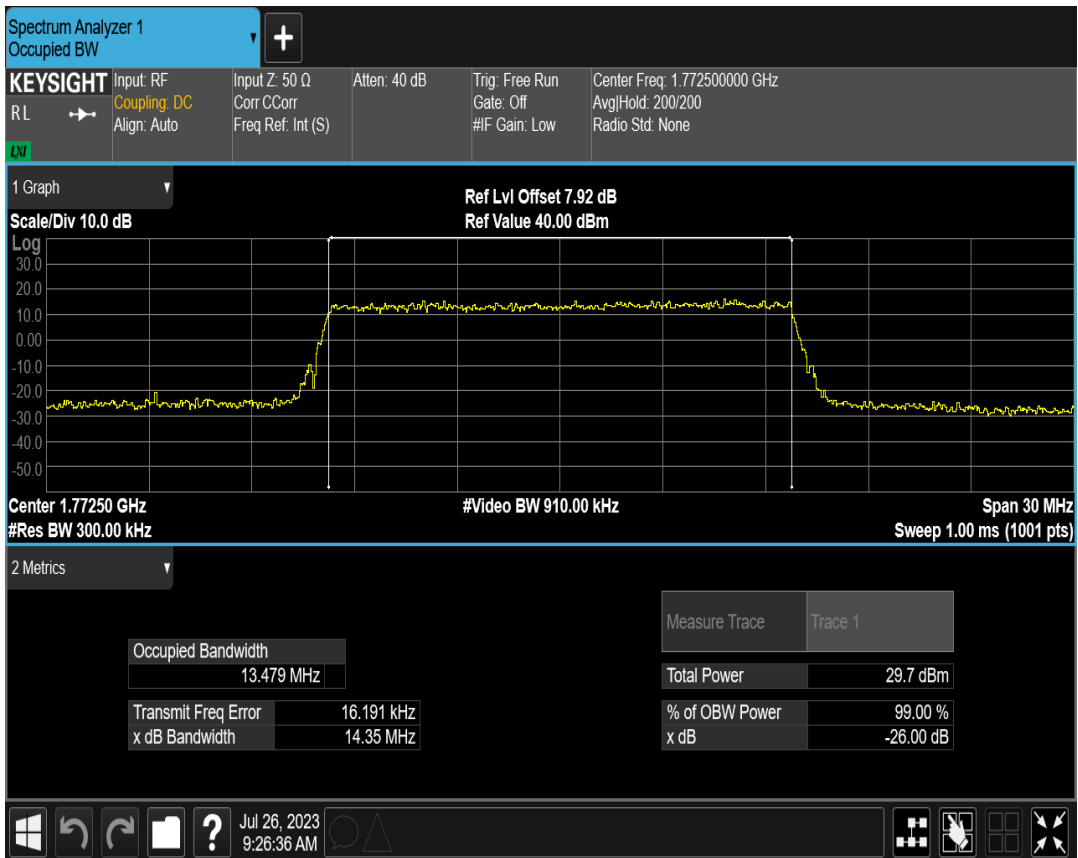 Spectrum Analyzer 1
Occupied BW
+
KEYSIGHT
RL
LXI
Input: RF
Coupling: DC
Align: Auto
Input Z: 50 Ω
Corr CCorr
Freq Ref: Int (S)
Atten: 40 dB
Trig: Free Run
Gate: Off
#IF Gain: Low
Center Freq: 1.772500000 GHz
Avg|Hold: 200/200
Radio Std: None
1 Graph
Scale/Div 10.0 dB
Ref Lvl Offset 7.92 dB
Ref Value 40.00 dBm
Log
30.0
20.0
10.0
0.00
-10.0
-20.0
-30.0
-40.0
-50.0
Center 1.77250 GHz
#Res BW 300.00 kHz
#Video BW 910.00 kHz
Span 30 MHz
Sweep 1.00 ms (1001 pts)
2 Metrics
Occupied Bandwidth
13.479 MHz
Transmit Freq Error 16.191 kHz
x dB Bandwidth 14.35 MHz
Measure Trace Trace 1
Total Power 29.7 dBm
% of OBW Power 99.00 %
x dB -26.00 dB
?
Jul 26, 2023
9:26:36 AM